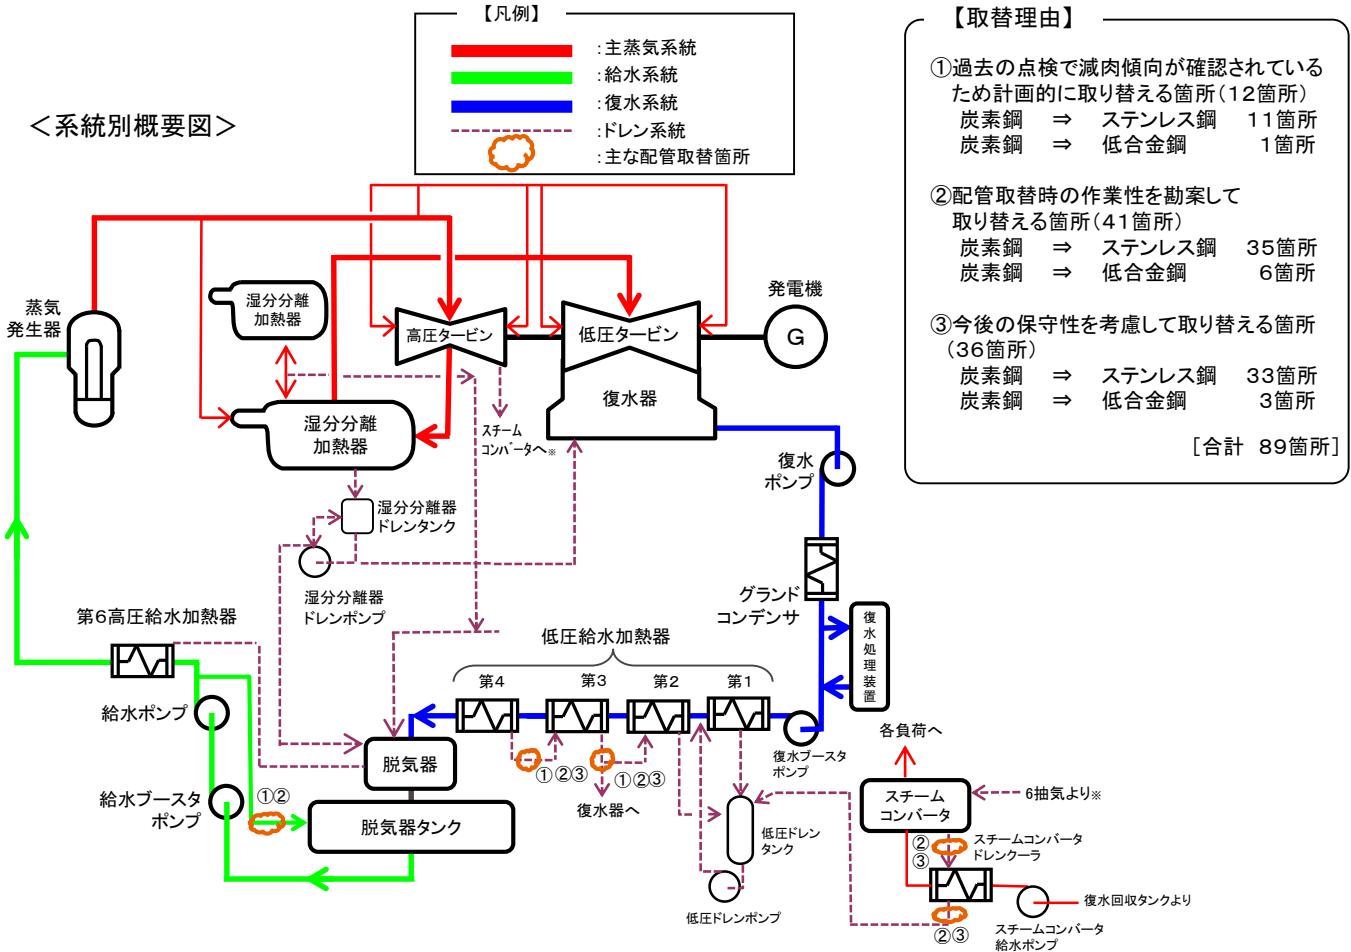 【凡例】
:主蒸気系統
:給水系統
:復水系統
:ドレン系統
:主な配管取替箇所
＜系統別概要図＞
【取替理由】
①過去の点検で減肉傾向が確認されている
ため計画的に取り替える箇所(12箇所)
炭素鋼 ⇒ ステンレス鋼 11箇所
炭素鋼 ⇒ 低合金鋼 1箇所
②配管取替時の作業性を勘案して
取り替える箇所(41箇所)
炭素鋼 ⇒ ステンレス鋼 35箇所
炭素鋼 ⇒ 低合金鋼 6箇所
③今後の保守性を考慮して取り替える箇所
(36箇所)
炭素鋼 ⇒ ステンレス鋼 33箇所
炭素鋼 ⇒ 低合金鋼 3箇所
[合計 89箇所]
蒸気
発生器
湿分分離
加熱器
高圧タービン
低圧タービン
発電機
G
復水器
湿分分離
加熱器
スチーム
コンバータへ※
復水
ポンプ
湿分分離器
ドレンタンク
湿分分離器
ドレンポンプ
グランド
コンデンサ
復水処理装置
第6高圧給水加熱器
低圧給水加熱器
第4
第3
第2
第1
給水ポンプ
脱気器
復水ブースタ
ポンプ
①②③
①②③
復水器へ
給水ブースタ
ポンプ
①②
脱気器タンク
低圧ドレン
タンク
低圧ドレンポンプ
各負荷へ
スチーム
コンバータ
6抽気より※
②
③
スチームコンバータ
ドレンクーラ
復水回収タンクより
②③
スチームコンバータ
給水ポンプ